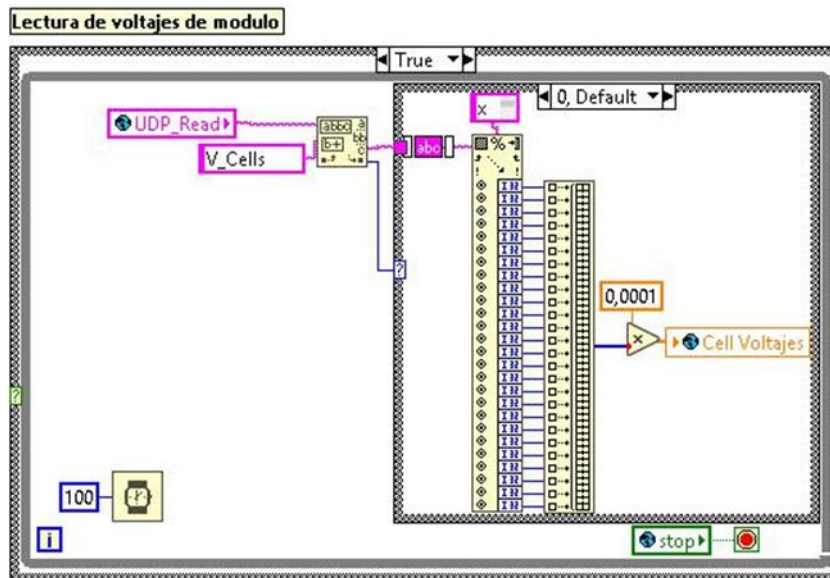 Lectura de voltajes de modulo
True
0, Default
UDP_Read
V_Cells
x
0,0001
Cell Voltajes
100
i
stop